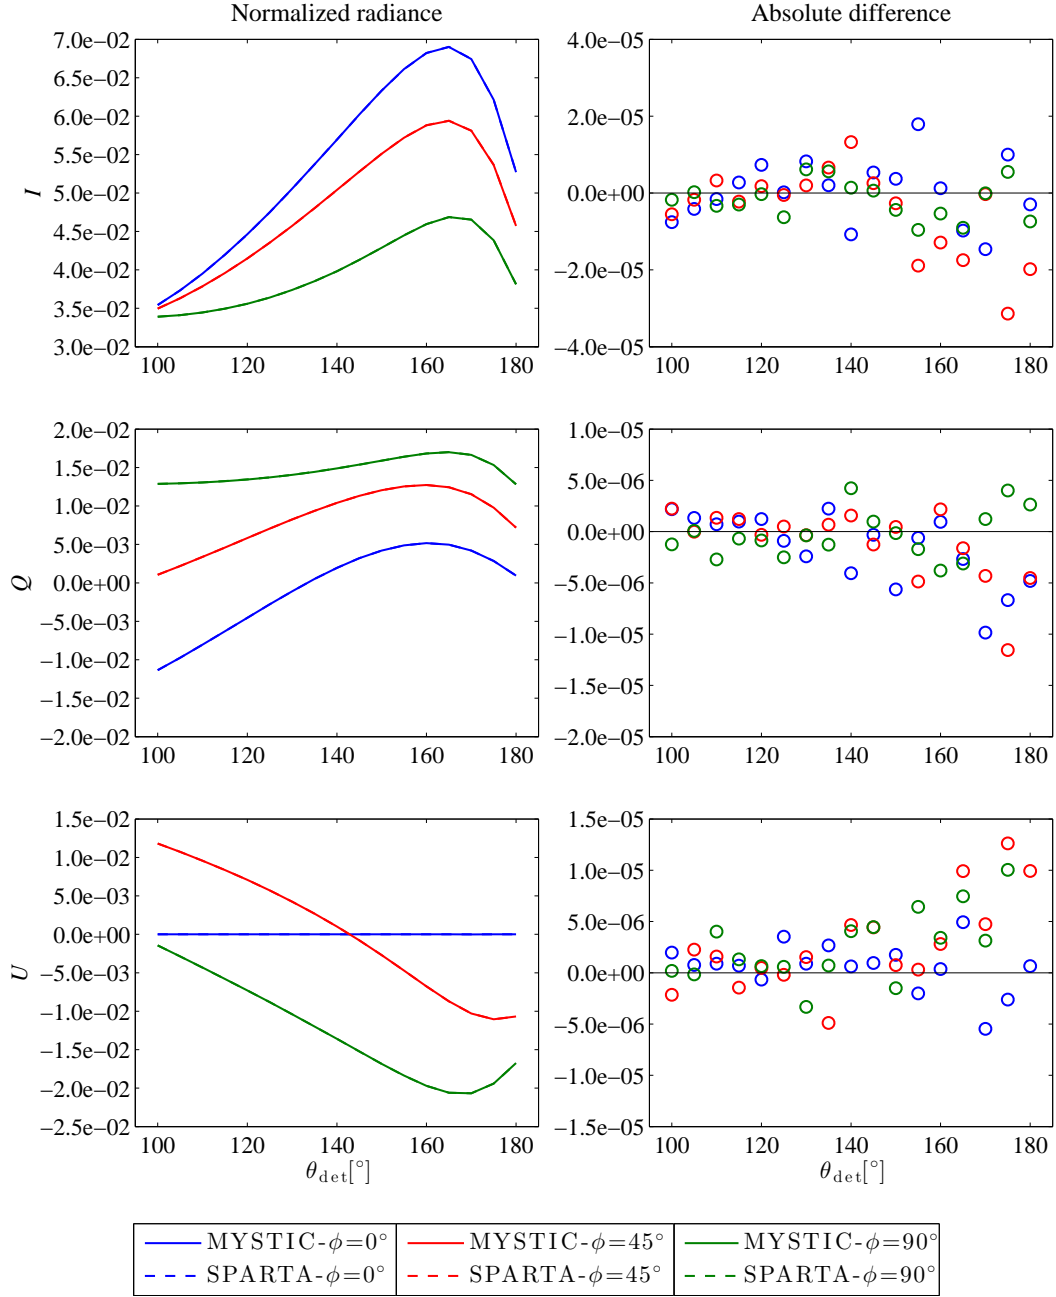 Normalized radiance
Absolute difference
7.0e−02
6.5e−02
6.0e−02
5.5e−02
5.0e−02
4.5e−02
4.0e−02
3.5e−02
3.0e−02
I
100 120 140 160 180
4.0e−05
2.0e−05
0.0e+00
−2.0e−05
−4.0e−05
100 120 140 160 180
2.0e−02
1.5e−02
1.0e−02
5.0e−03
0.0e+00
−5.0e−03
−1.0e−02
−1.5e−02
−2.0e−02
Q
100 120 140 160 180
1.0e−05
5.0e−06
0.0e+00
−5.0e−06
−1.0e−05
−1.5e−05
−2.0e−05
100 120 140 160 180
1.5e−02
1.0e−02
5.0e−03
0.0e+00
−5.0e−03
−1.0e−02
−1.5e−02
−2.0e−02
−2.5e−02
U
100 120 140 160 180
θdet[°]
1.5e−05
1.0e−05
5.0e−06
0.0e+00
−5.0e−06
−1.0e−05
−1.5e−05
100 120 140 160 180
θdet[°]
MYSTIC-ϕ=0° MYSTIC-ϕ=45° MYSTIC-ϕ=90°
SPARTA-ϕ=0° SPARTA-ϕ=45° SPARTA-ϕ=90°